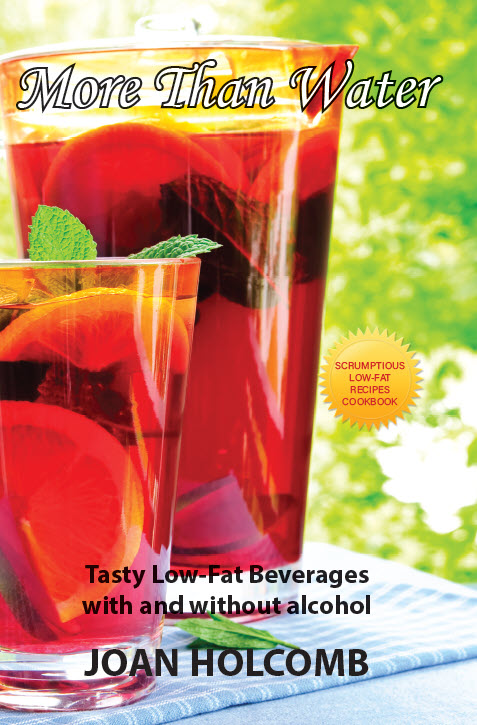 More Than Water
SCRUMPTIOUS
LOW-FAT
RECIPES
COOKBOOK
Tasty Low-Fat Beverages
with and without alcohol
JOAN HOLCOMB